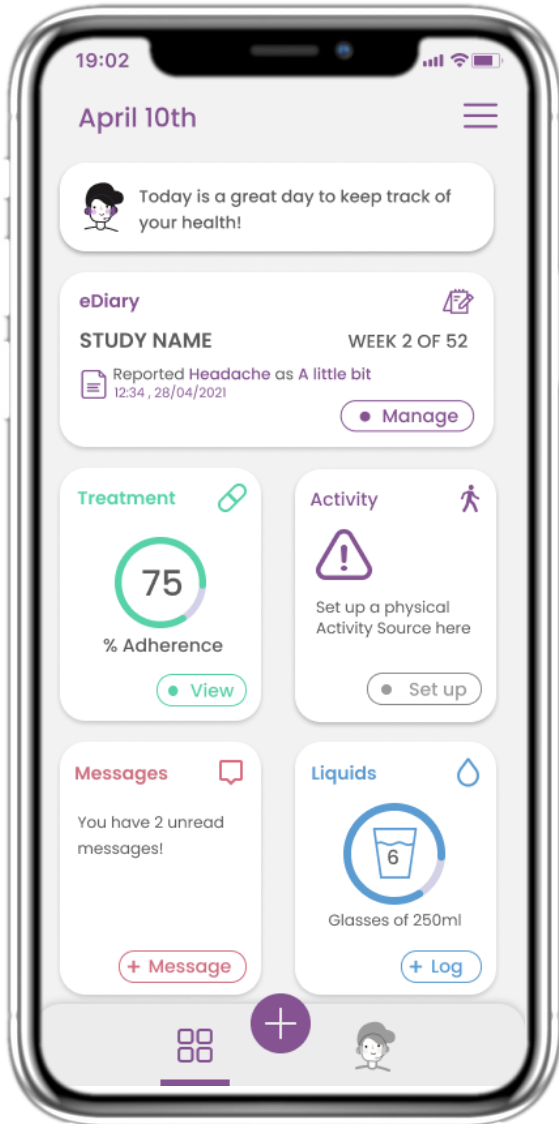 19:02
April 10th
Today is a great day to keep track of
your health!
eDiary
STUDY NAME
WEEK 2 OF 52
Reported Headache as A little bit
12:34 , 28/04/2021
Manage
Treatment
75
% Adherence
View
Activity
Set up a physical
Activity Source here
Set up
Messages
You have 2 unread
messages!
+ Message
Liquids
6
Glasses of 250ml
+ Log